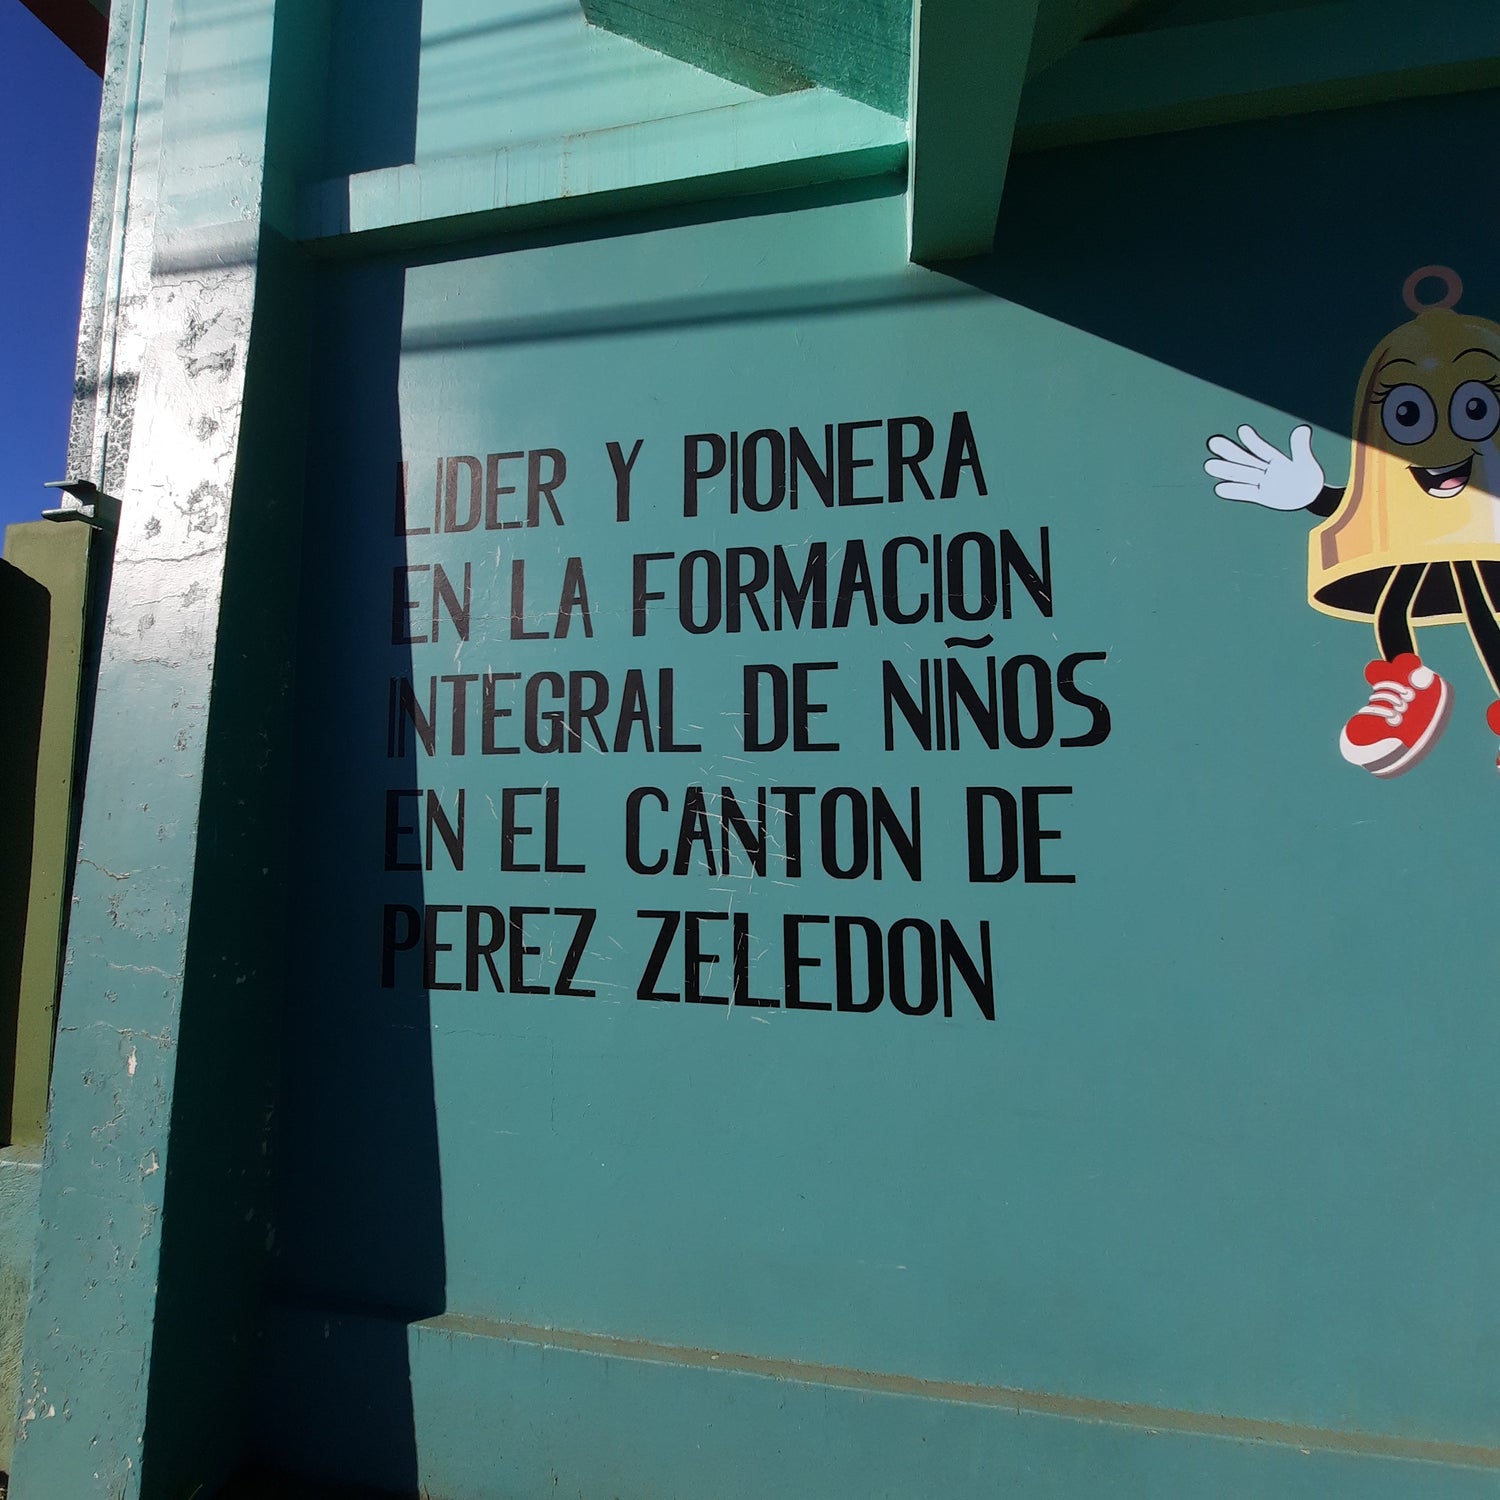 LIDER Y PIONERA
EN LA FORMACION
INTEGRAL DE NIÑOS
EN EL CANTON DE
PEREZ ZELEDON